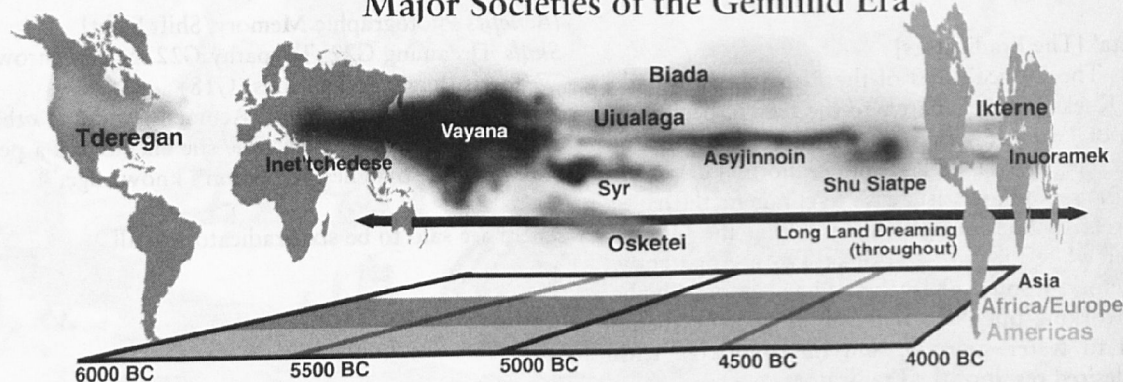 Major Societies of the Gemmid Era
Biada
Ikterne
Uiualaga
Tderegan
Vayana
Inet'tchedese
Asyjinnoin
Inuoramek
Syr
Shu Siatpe
Osketei
Long Land Dreaming
(throughout)
Asia
Africa/Europe
Americas
6000 BC
5500 BC
5000 BC
4500 BC
4000 BC